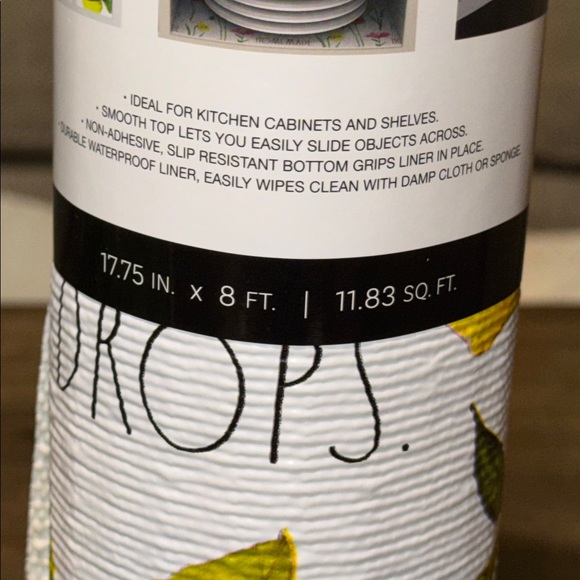 · IDEAL FOR KITCHEN CABINETS AND SHELVES.
· SMOOTH TOP LETS YOU EASILY SLIDE OBJECTS ACROSS.
· NON-ADHESIVE, SLIP RESISTANT BOTTOM GRIPS LINER IN PLACE.
DURABLE WATERPROOF LINER, EASILY WIPES CLEAN WITH DAMP CLOTH OR SPONGE.
17.75 IN. x 8 FT. | 11.83 SQ. FT.
DROPS.